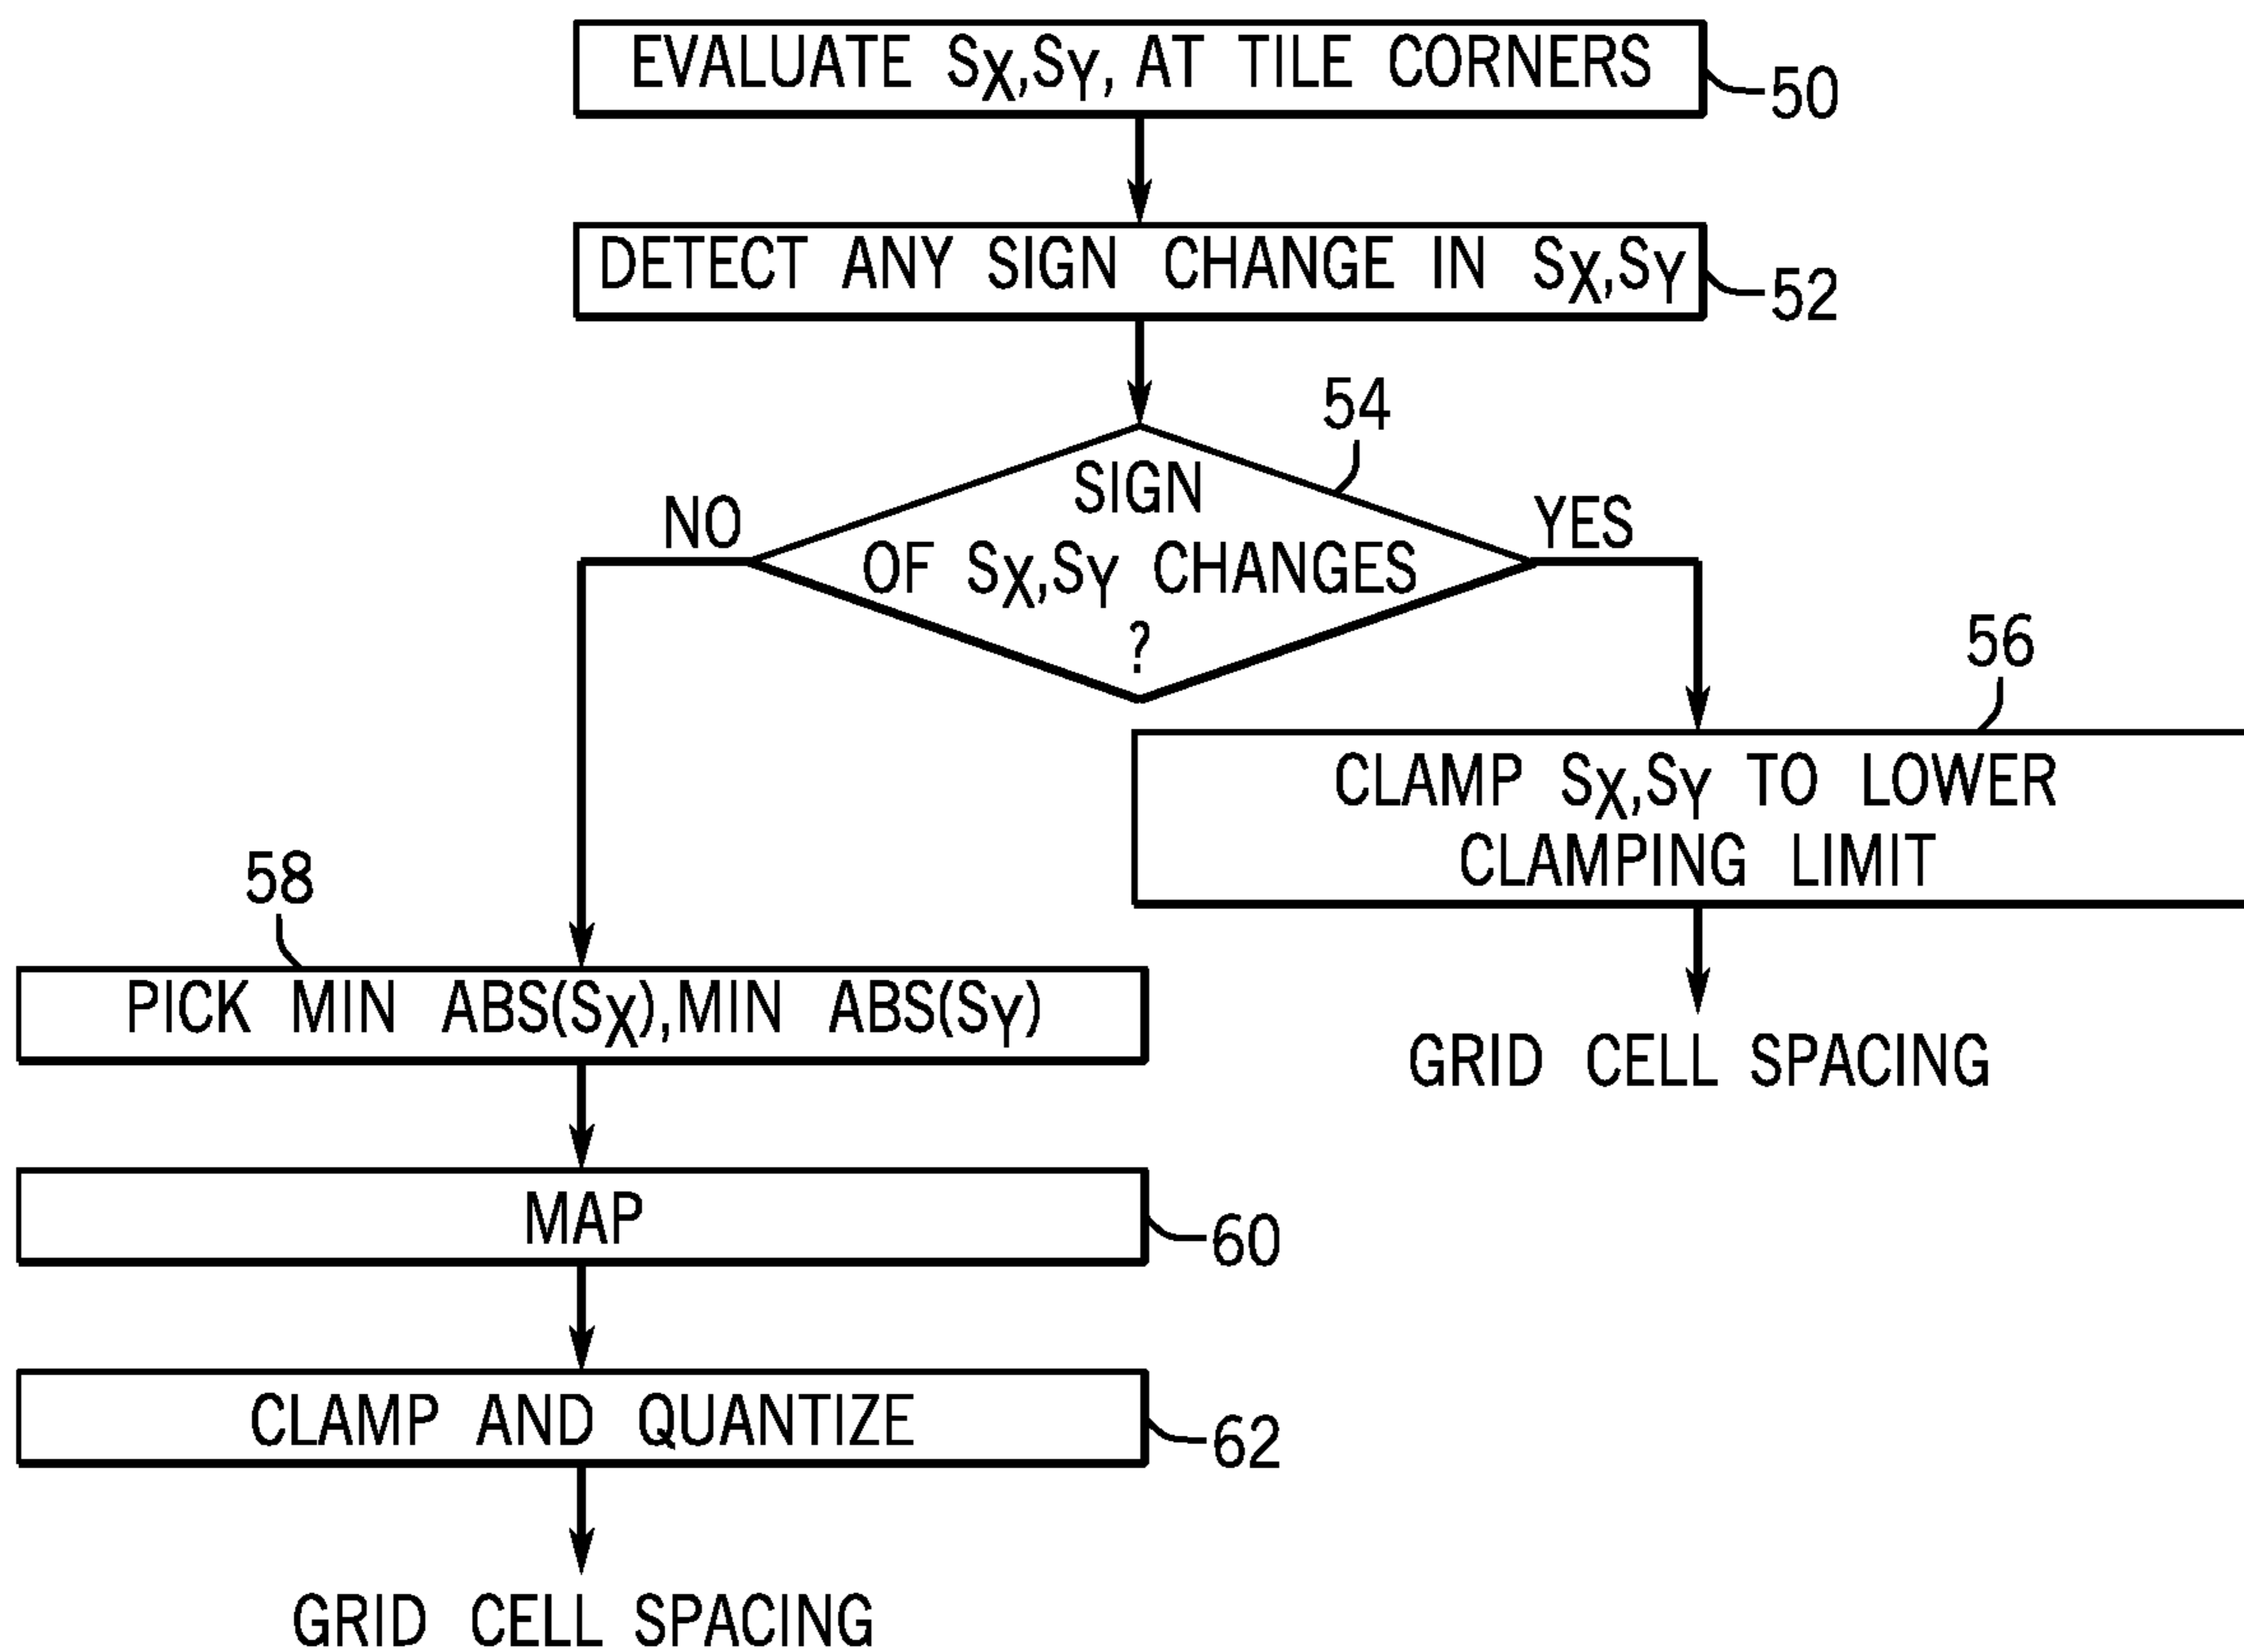 EVALUATE SX,SY, AT TILE CORNERS
50
DETECT ANY SIGN CHANGE IN SX,SY
52
54
SIGN
OF SX,SY CHANGES
?
NO
YES
56
CLAMP SX,SY TO LOWER
CLAMPING LIMIT
GRID CELL SPACING
58
PICK MIN ABS(SX),MIN ABS(SY)
MAP
60
CLAMP AND QUANTIZE
62
GRID CELL SPACING